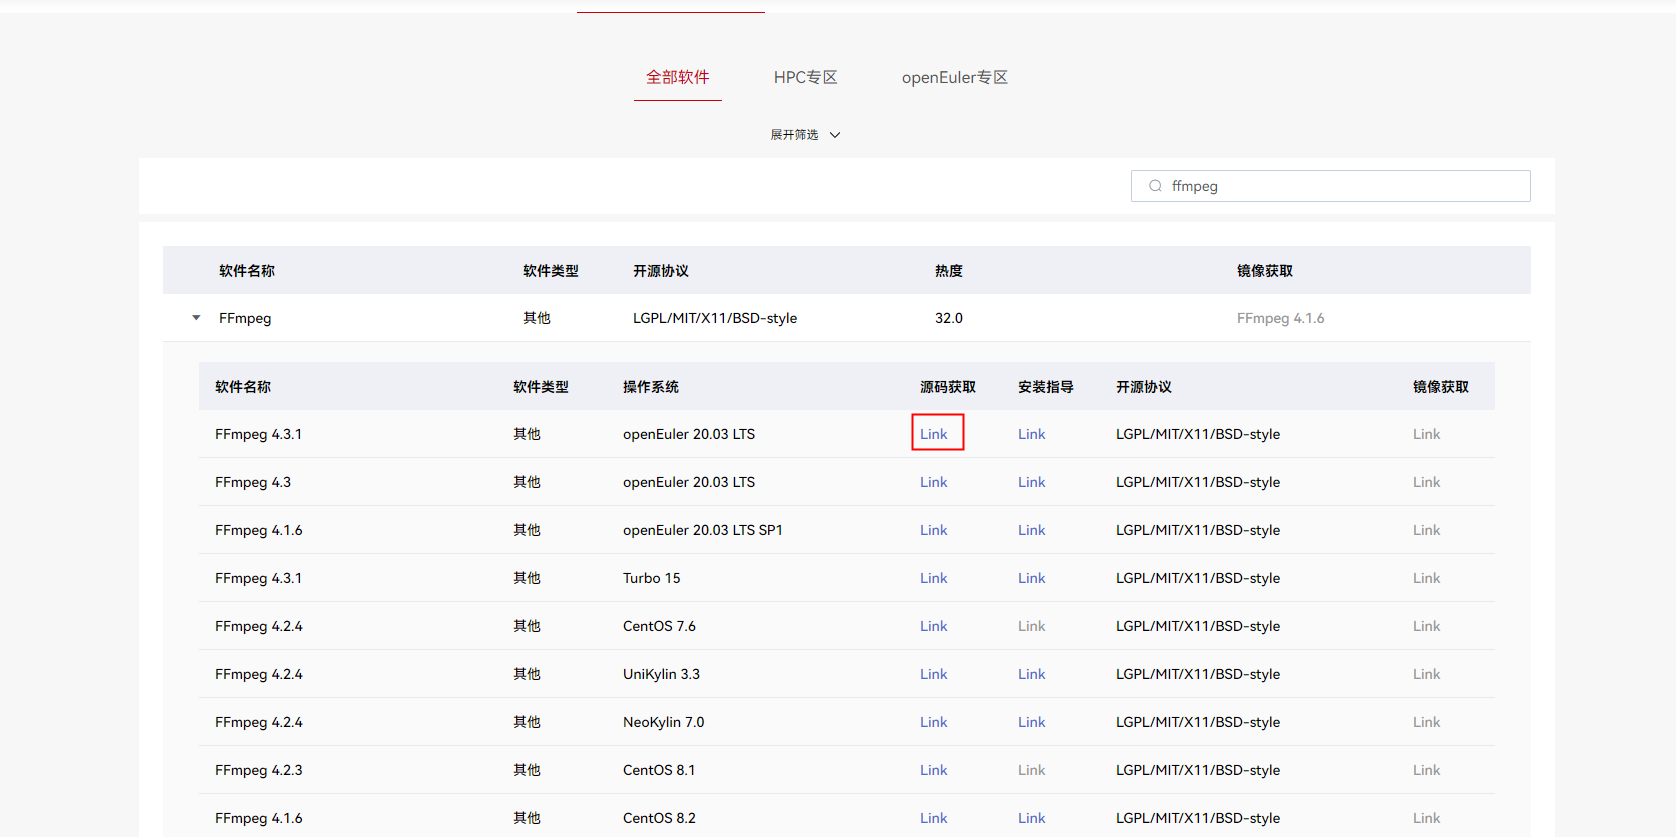 全部软件 HPC专区 openEuler专区
展开筛选
ffmpeg
软件名称 软件类型 开源协议 热度 镜像获取
FFmpeg 其他 LGPL/MIT/X11/BSD-style 32.0 FFmpeg 4.1.6
软件名称 软件类型 操作系统 源码获取 安装指导 开源协议 镜像获取
FFmpeg 4.3.1 其他 openEuler 20.03 LTS Link Link LGPL/MIT/X11/BSD-style Link
FFmpeg 4.3 其他 openEuler 20.03 LTS Link Link LGPL/MIT/X11/BSD-style Link
FFmpeg 4.1.6 其他 openEuler 20.03 LTS SP1 Link Link LGPL/MIT/X11/BSD-style Link
FFmpeg 4.3.1 其他 Turbo 15 Link Link LGPL/MIT/X11/BSD-style Link
FFmpeg 4.2.4 其他 CentOS 7.6 Link Link LGPL/MIT/X11/BSD-style Link
FFmpeg 4.2.4 其他 UniKylin 3.3 Link Link LGPL/MIT/X11/BSD-style Link
FFmpeg 4.2.4 其他 NeoKylin 7.0 Link Link LGPL/MIT/X11/BSD-style Link
FFmpeg 4.2.3 其他 CentOS 8.1 Link Link LGPL/MIT/X11/BSD-style Link
FFmpeg 4.1.6 其他 CentOS 8.2 Link Link LGPL/MIT/X11/BSD-style Link